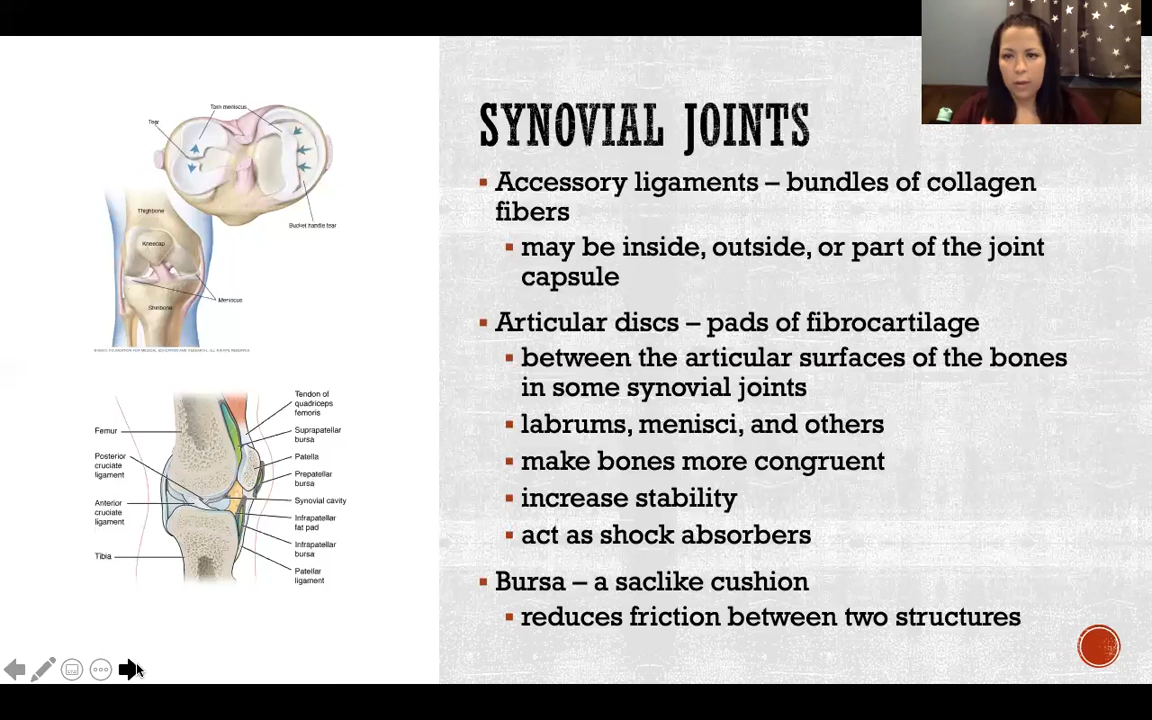 SYNOVIAL JOINTS
Accessory ligaments – bundles of collagen
fibers
may be inside, outside, or part of the joint
capsule
Articular discs – pads of fibrocartilage
between the articular surfaces of the bones
in some synovial joints
labrums, menisci, and others
make bones more congruent
increase stability
act as shock absorbers
Bursa – a saclike cushion
reduces friction between two structures
Torn meniscus
Tear
Bucket handle tear
Thighbone
Kneecap
Meniscus
Shinbone
Tendon of
quadriceps
femoris
Suprapatellar
bursa
Patella
Prepatellar
bursa
Synovial cavity
Infrapatellar
fat pad
Infrapatellar
bursa
Patellar
ligament
Femur
Posterior
cruciate
ligament
Anterior
cruciate
ligament
Tibia